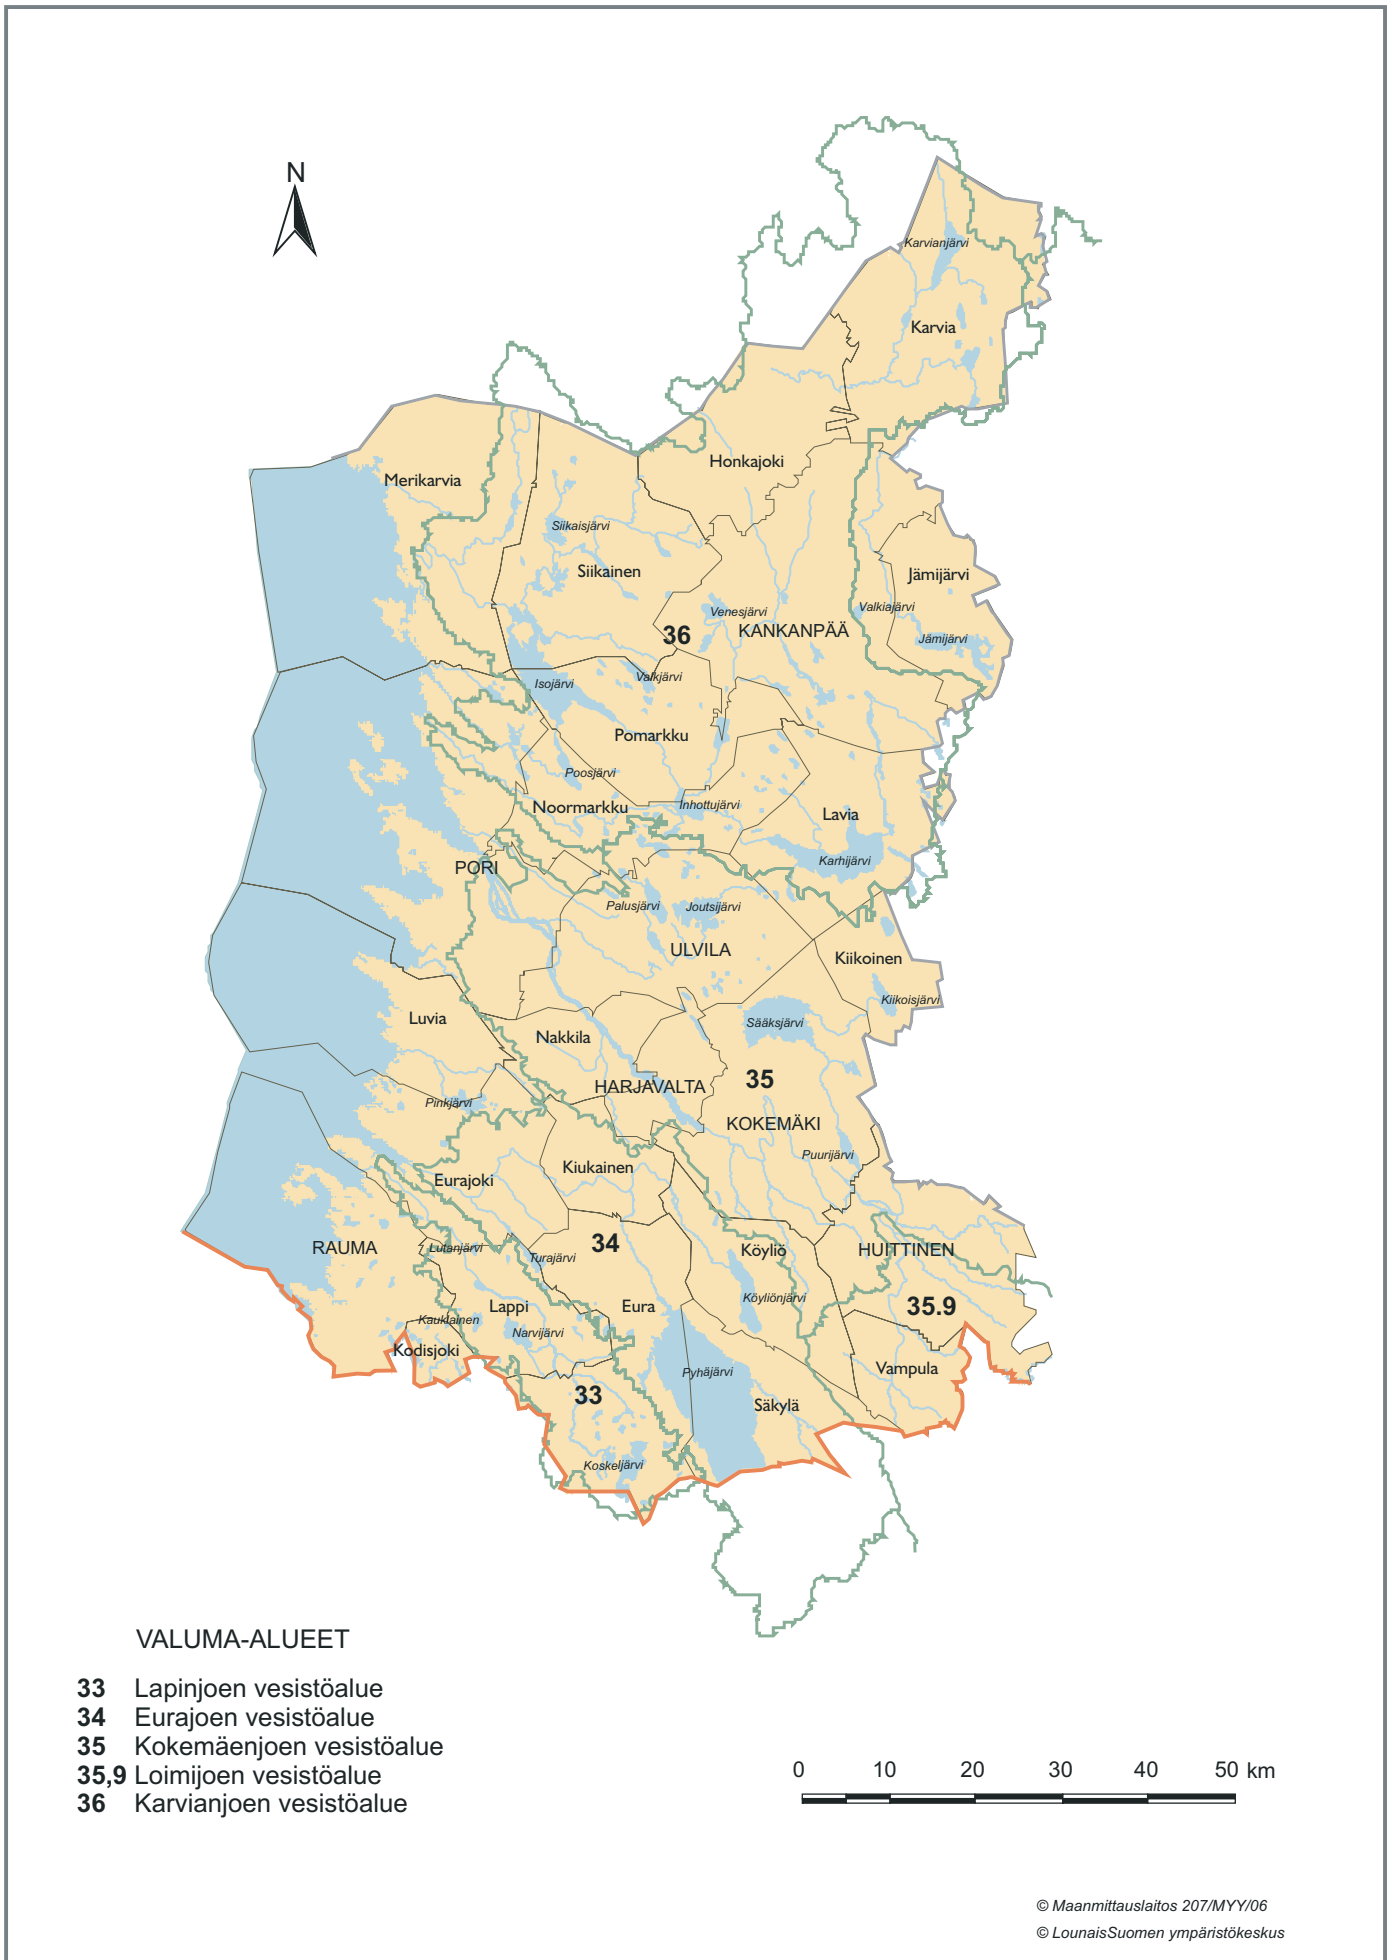 N
Karvianjärvi
Karvia
Honkajoki
Merikarvia
Siikaisjärvi
Siikainen
Jämijärvi
Venesjärvi
Valkiajärvi
36
KANKANPÄÄ
Jämijärvi
Isojärvi
Valkjärvi
Pomarkku
Poosjärvi
Noormarkku
Inhottujärvi
Lavia
Karhijärvi
PORI
Palusjärvi
Joutsijärvi
ULVILA
Kiikoinen
Kiikoisjärvi
Luvia
Nakkila
Sääksjärvi
HARJAVALTA
35
Pinkjärvi
KOKEMÄKI
Puurijärvi
Eurajoki
Kiukainen
RAUMA
Lutanjärvi
Turajärvi
34
Köyliö
HUITTINEN
Köyliönjärvi
35.9
Lappi
Eura
Kauklainen
Narvijärvi
Kodisjoki
Pyhäjärvi
Vampula
33
Säkylä
Koskeljärvi
VALUMA-ALUEET
33 Lapinjoen vesistöalue
34 Eurajoen vesistöalue
35 Kokemäenjoen vesistöalue
35,9 Loimijoen vesistöalue
36 Karvianjoen vesistöalue
0 10 20 30 40 50 km
© Maanmittauslaitos 207/MYY/06
© LounaisSuomen ympäristökeskus